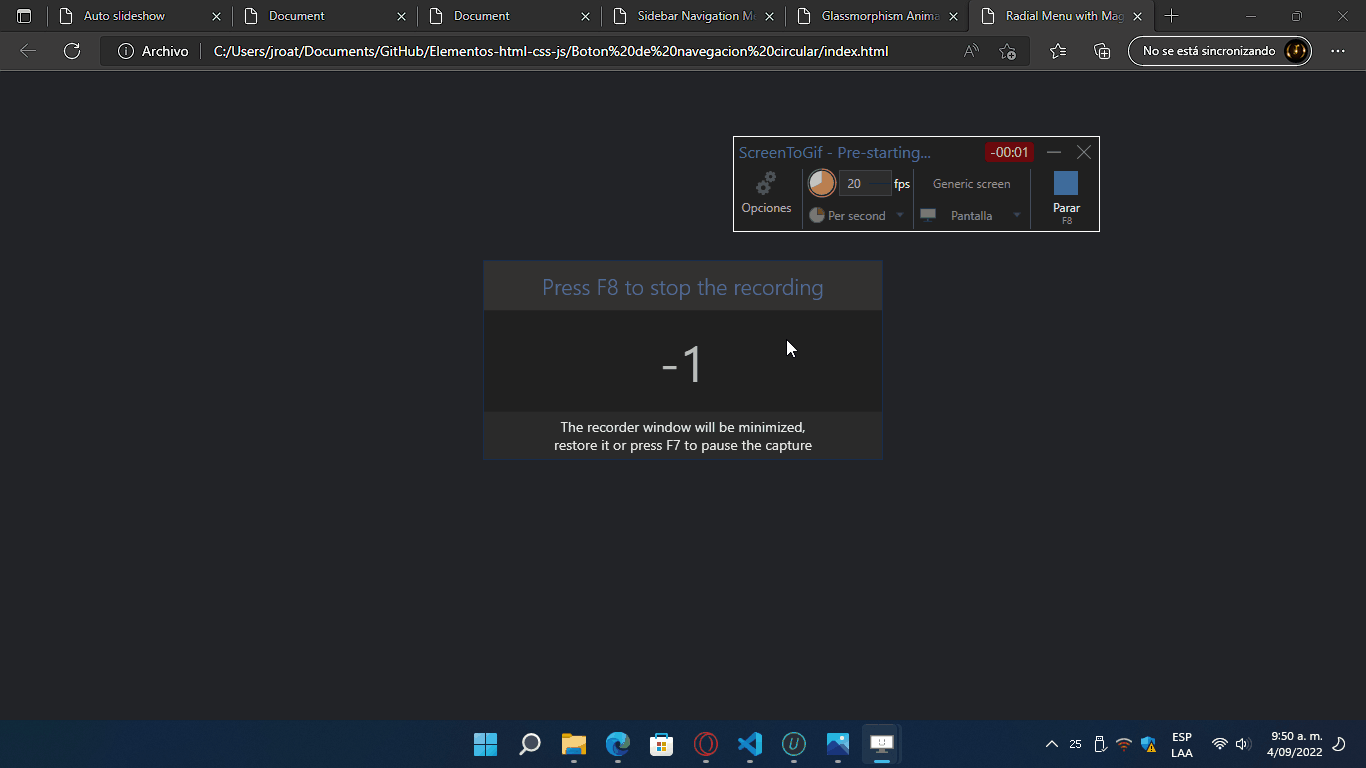 Auto slideshow
Document
Document
Sidebar Navigation M
Glassmorphism Anima
Radial Menu with Mag
Archivo
C:/Users/jroat/Documents/GitHub/Elementos-html-css-js/Boton%20de%20navegacion%20circular/index.html
No se está sincronizando
ScreenToGif - Pre-starting...
-00:01
Opciones
20
fps
Per second
Generic screen
Pantalla
Parar
F8
Press F8 to stop the recording
-1
The recorder window will be minimized,
restore it or press F7 to pause the capture
25
ESP
LAA
9:50 a. m.
4/09/2022